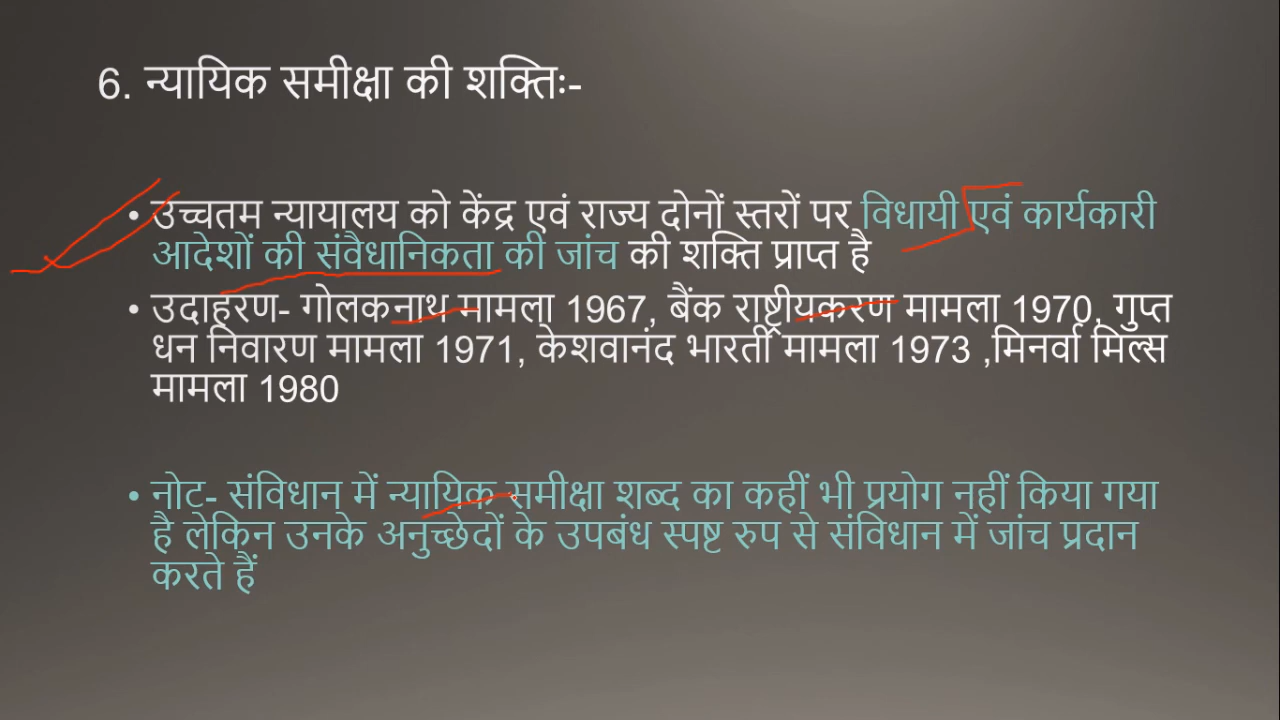 6. न्यायिक समीक्षा की शक्तिः-
• उच्चतम न्यायालय को केंद्र एवं राज्य दोनों स्तरों पर विधायी एवं कार्यकारी
आदेशों की संवैधानिकता की जांच की शक्ति प्राप्त है
• उदाहरण- गोलकनाथ मामला 1967, बैंक राष्ट्रीयकरण मामला 1970, गुप्त
धन निवारण मामला 1971, केशवानंद भारती मामला 1973 ,मिनर्वा मिल्स
मामला 1980
• नोट- संविधान में न्यायिक समीक्षा शब्द का कहीं भी प्रयोग नहीं किया गया
है लेकिन उनके अनुच्छेदों के उपबंध स्पष्ट रुप से संविधान में जांच प्रदान
करते हैं